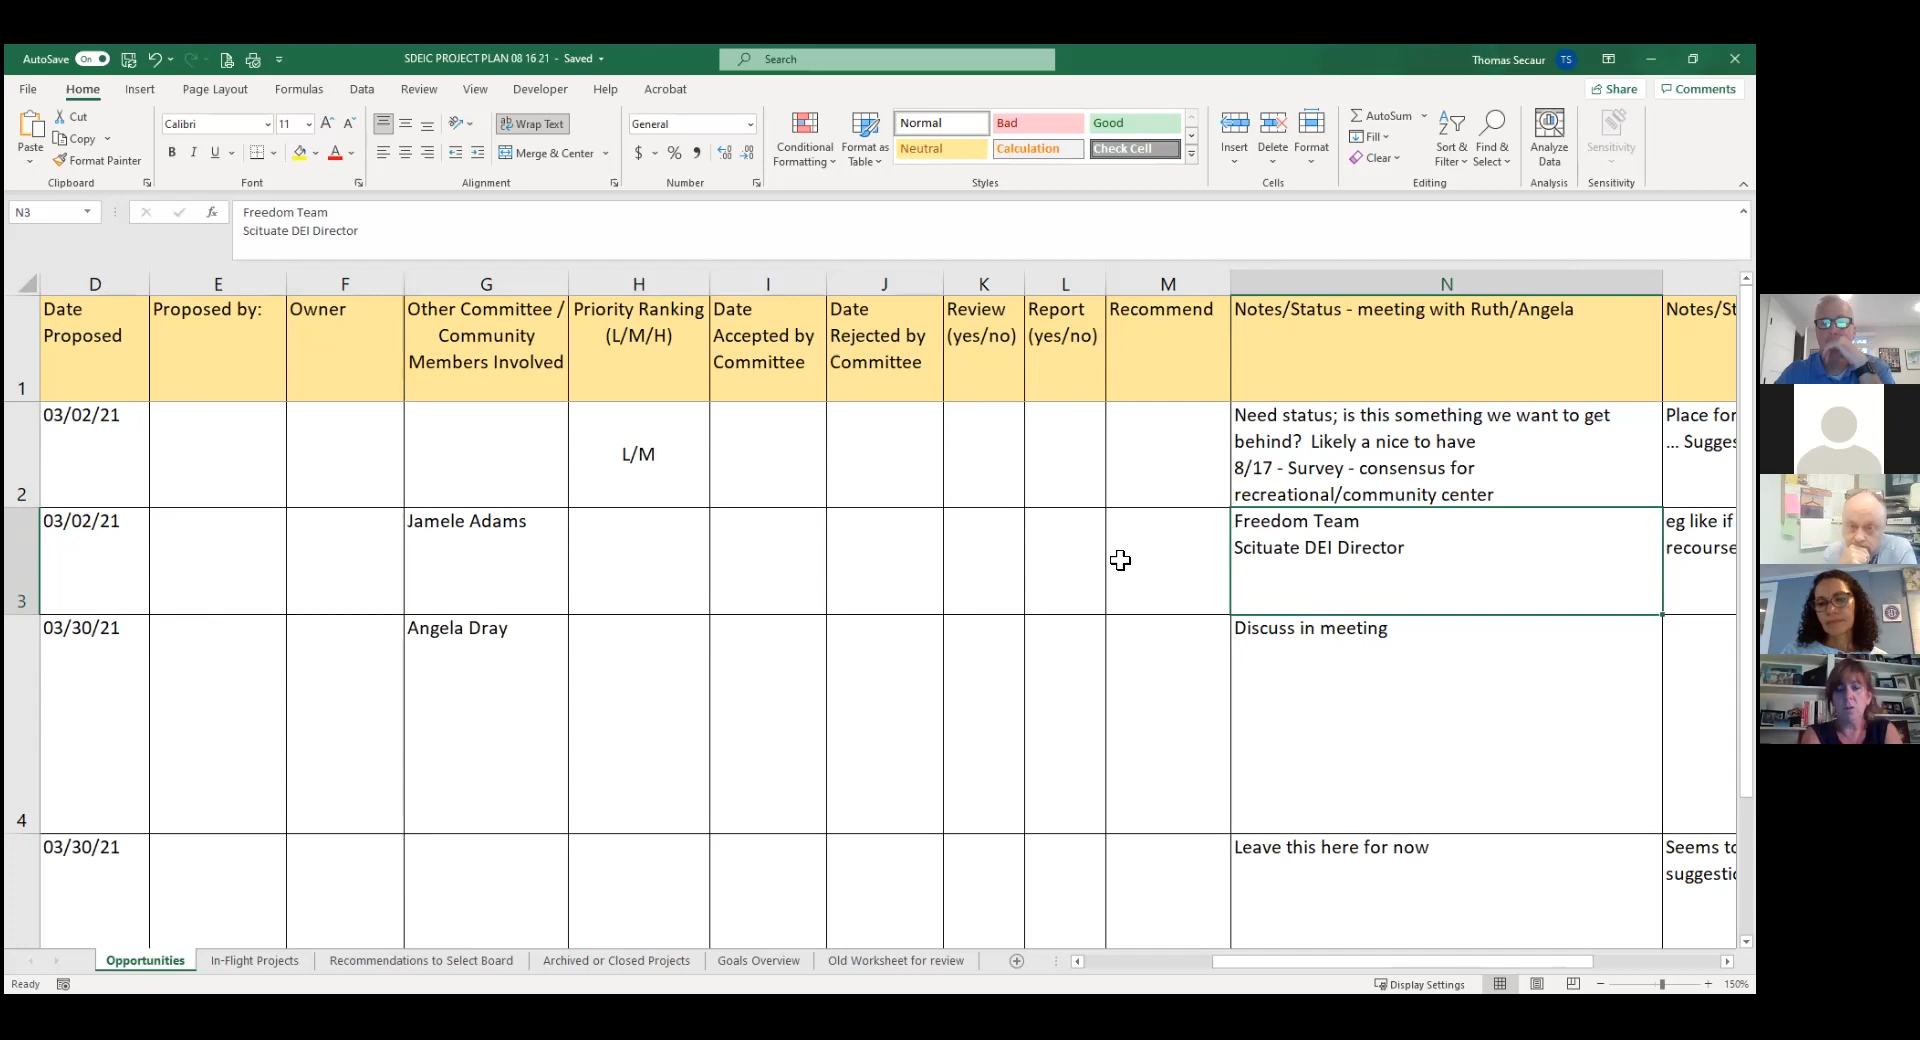 AutoSave On SDEIC PROJECT PLAN 08 16 21 - Saved Search Thomas Secaur TS
File Home Insert Page Layout Formulas Data Review View Developer Help Acrobat Share Comments
Paste
Cut
Copy
Format Painter
Clipboard
Calibri 11
B I U
Font
Wrap Text
Merge & Center
Alignment
General
$ % 9
Number
Conditional Formatting
Format as Table
Normal Bad Good
Neutral Calculation Check Cell
Styles
Insert Delete Format
Cells
AutoSum
Fill
Clear
Sort & Filter
Find & Select
Editing
Analyze Data
Analysis
Sensitivity
Sensitivity
N3 fx Freedom Team
Scituate DEI Director
D E F G H I J K L M N
1
Date Proposed
Proposed by:
Owner
Other Committee / Community Members Involved
Priority Ranking (L/M/H)
Date Accepted by Committee
Date Rejected by Committee
Review (yes/no)
Report (yes/no)
Recommend
Notes/Status - meeting with Ruth/Angela
Notes/St
2
03/02/21
L/M
Need status; is this something we want to get
behind? Likely a nice to have
8/17 - Survey - consensus for
recreational/community center
Place for
... Sugges
3
03/02/21
Jamele Adams
Freedom Team
Scituate DEI Director
eg like if
recourse
4
03/30/21
Angela Dray
Discuss in meeting
03/30/21
Leave this here for now
Seems to
suggestic
Opportunities In-Flight Projects Recommendations to Select Board Archived or Closed Projects Goals Overview Old Worksheet for review
Ready Display Settings 150%